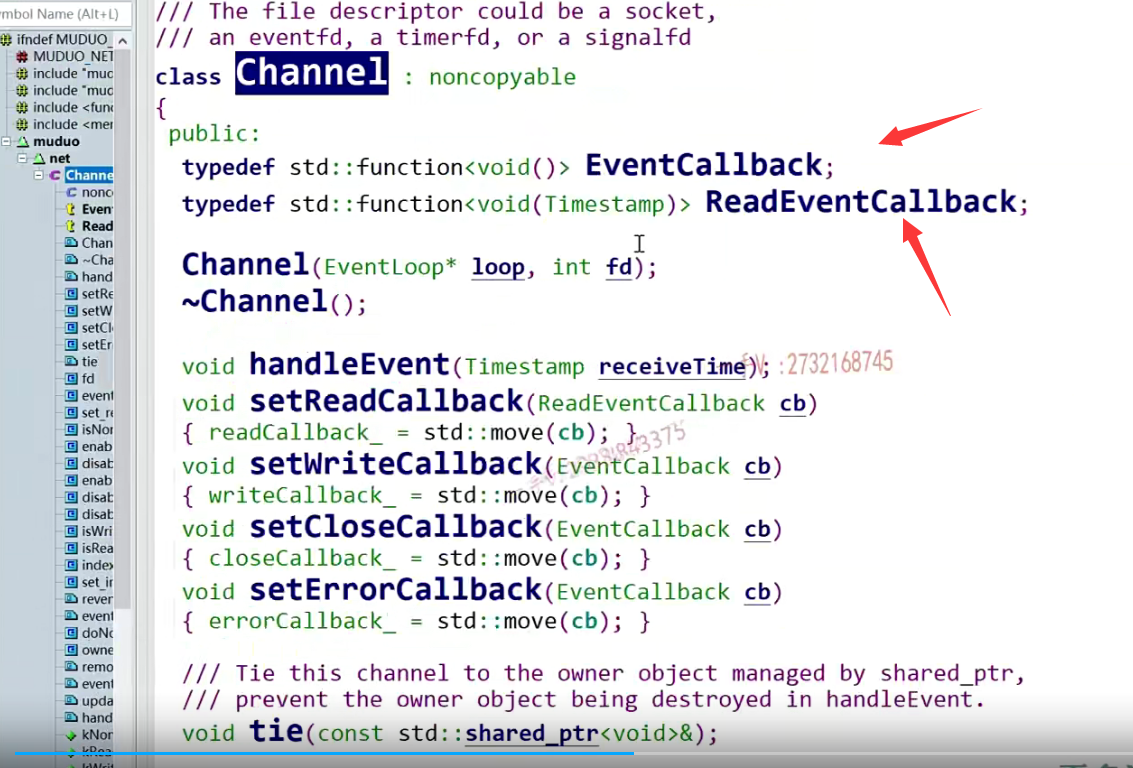 ymbol Name (Alt+L)
ifndef MUDUO_
MUDUO_NET
include "muc
include "muc
include <func
include <mem
muduo
net
Channe
nonc
Even
Read
Chan
~Cha
hand
setRe
setW
setCl
setEr
tie
fd
event
set_re
isNon
enab
disab
enab
disab
disab
isWri
isRea
index
set_in
rever
event
doNo
owne
remo
event
upda
hand
kNon
kRea
kWrit
/// The file descriptor could be a socket,
/// an eventfd, a timerfd, or a signalfd
class Channel : noncopyable
{
public:
typedef std::function<void()> EventCallback;
typedef std::function<void(Timestamp)> ReadEventCallback;
Channel(EventLoop* loop, int fd);
~Channel();
void handleEvent(Timestamp receiveTime);
:2732168745
void setReadCallback(ReadEventCallback cb)
{ readCallback_ = std::move(cb); }
void setWriteCallback(EventCallback cb)
{ writeCallback_ = std::move(cb); }
void setCloseCallback(EventCallback cb)
{ closeCallback_ = std::move(cb); }
void setErrorCallback(EventCallback cb)
{ errorCallback_ = std::move(cb); }
/// Tie this channel to the owner object managed by shared_ptr,
/// prevent the owner object being destroyed in handleEvent.
void tie(const std::shared_ptr<void>&);